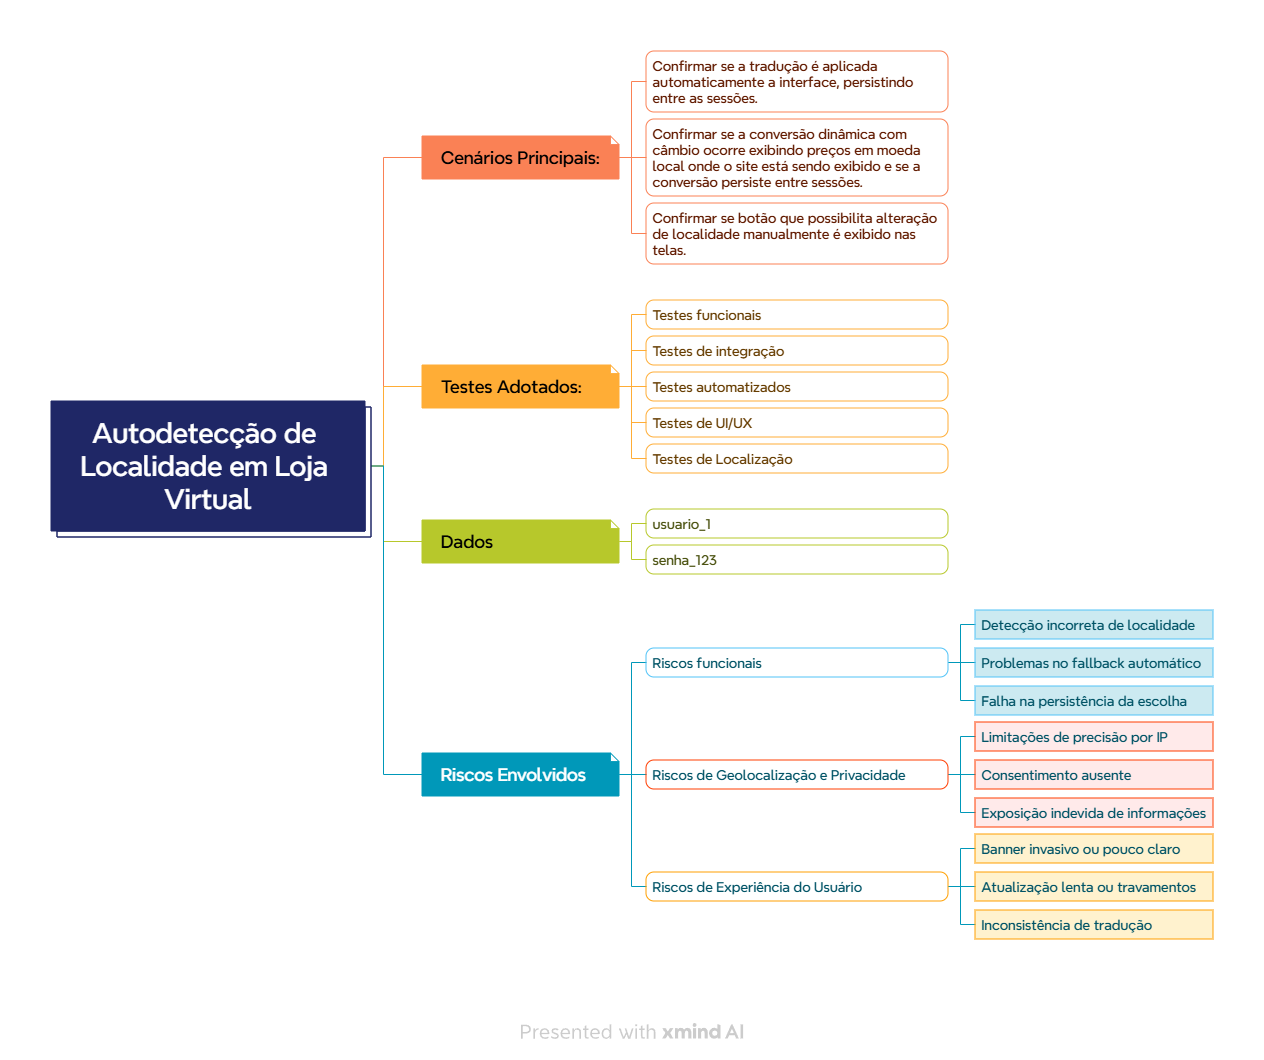 Autodetecção de
Localidade em Loja
Virtual
Cenários Principais:
Confirmar se a tradução é aplicada
automaticamente a interface, persistindo
entre as sessões.
Confirmar se a conversão dinâmica com
câmbio ocorre exibindo preços em moeda
local onde o site está sendo exibido e se a
conversão persiste entre sessões.
Confirmar se botão que possibilita alteração
de localidade manualmente é exibido nas
telas.
Testes Adotados:
Testes funcionais
Testes de integração
Testes automatizados
Testes de UI/UX
Testes de Localização
Dados
usuario_1
senha_123
Riscos Envolvidos
Riscos funcionais
Detecção incorreta de localidade
Problemas no fallback automático
Falha na persistência da escolha
Riscos de Geolocalização e Privacidade
Limitações de precisão por IP
Consentimento ausente
Exposição indevida de informações
Riscos de Experiência do Usuário
Banner invasivo ou pouco claro
Atualização lenta ou travamentos
Inconsistência de tradução
Presented with xmind AI